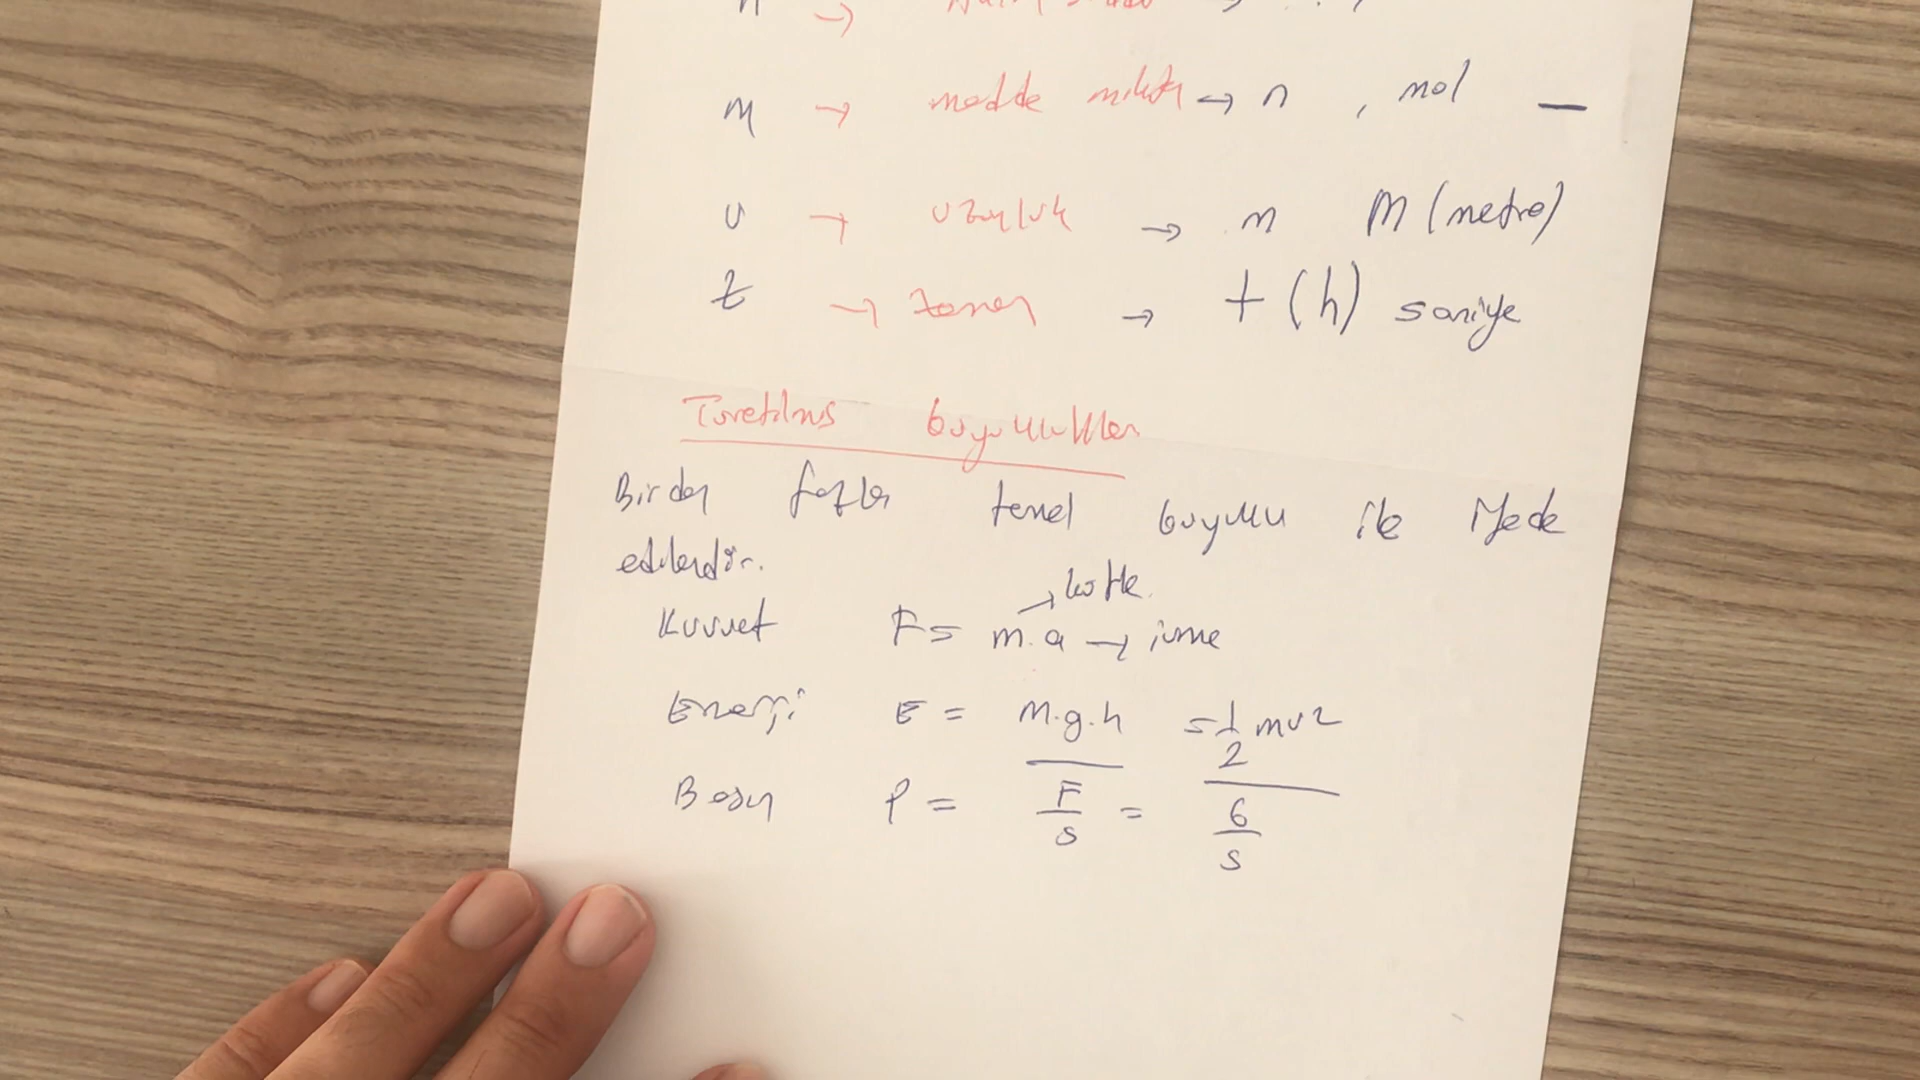 m → madde miktarı → n , mol —
U → uzunluk → m M (metre)
Z → zaman → t (h) saniye
Türetilmiş büyüklükler
Birden fazla temel büyüklü ile ifade
edilendir.
→ kütle.
Kuvvet F = m.a → ivme
Enerji E = m.g.h = 1/2 mv2
Basınç P = F/S = G/S